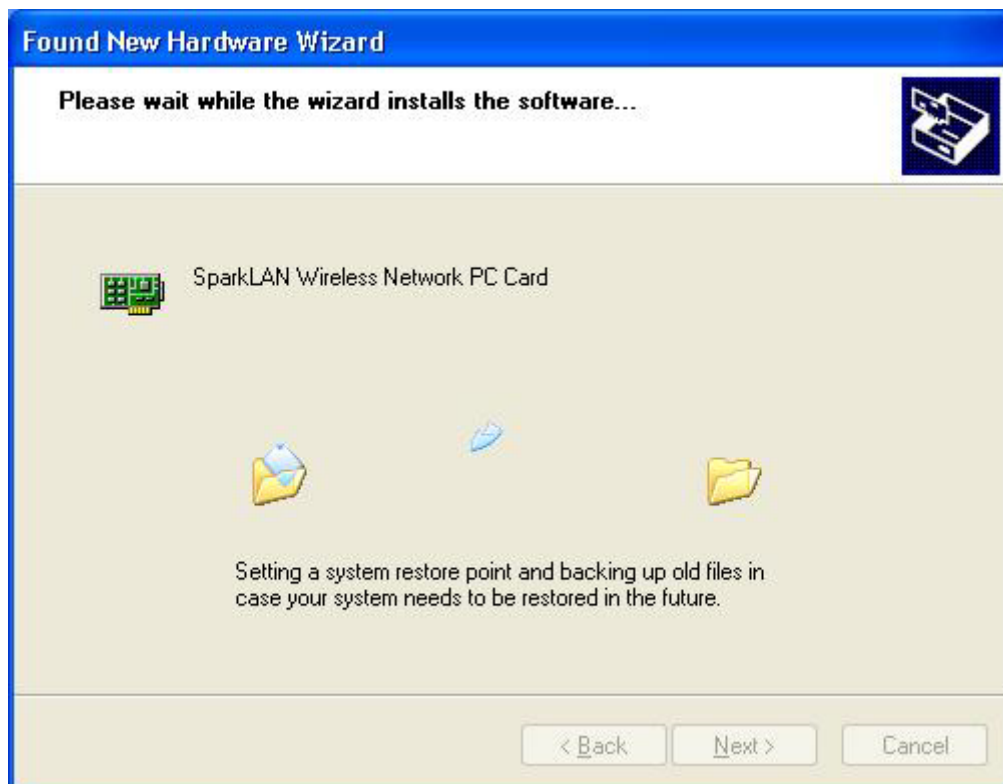 Found New Hardware Wizard
Please wait while the wizard installs the software...
SparkLAN Wireless Network PC Card
Setting a system restore point and backing up old files in
case your system needs to be restored in the future.
< Back Next > Cancel